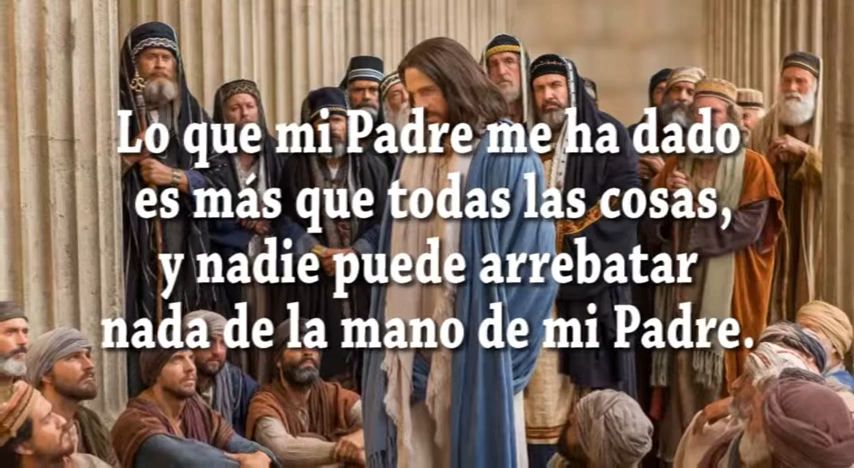 Lo que mi Padre me ha dado
es más que todas las cosas,
y nadie puede arrebatar
nada de la mano de mi Padre.